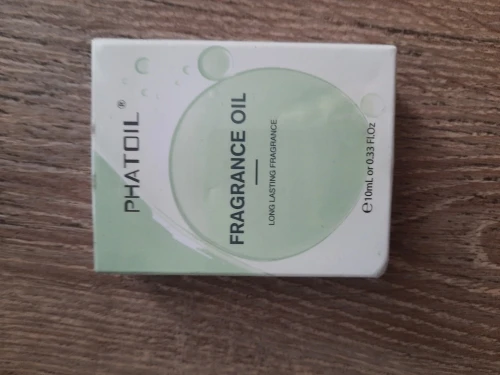 PHATOIL ®
FRAGRANCE OIL
LONG LASTING FRAGRANCE
℮10mL or 0.33 Fl.Oz